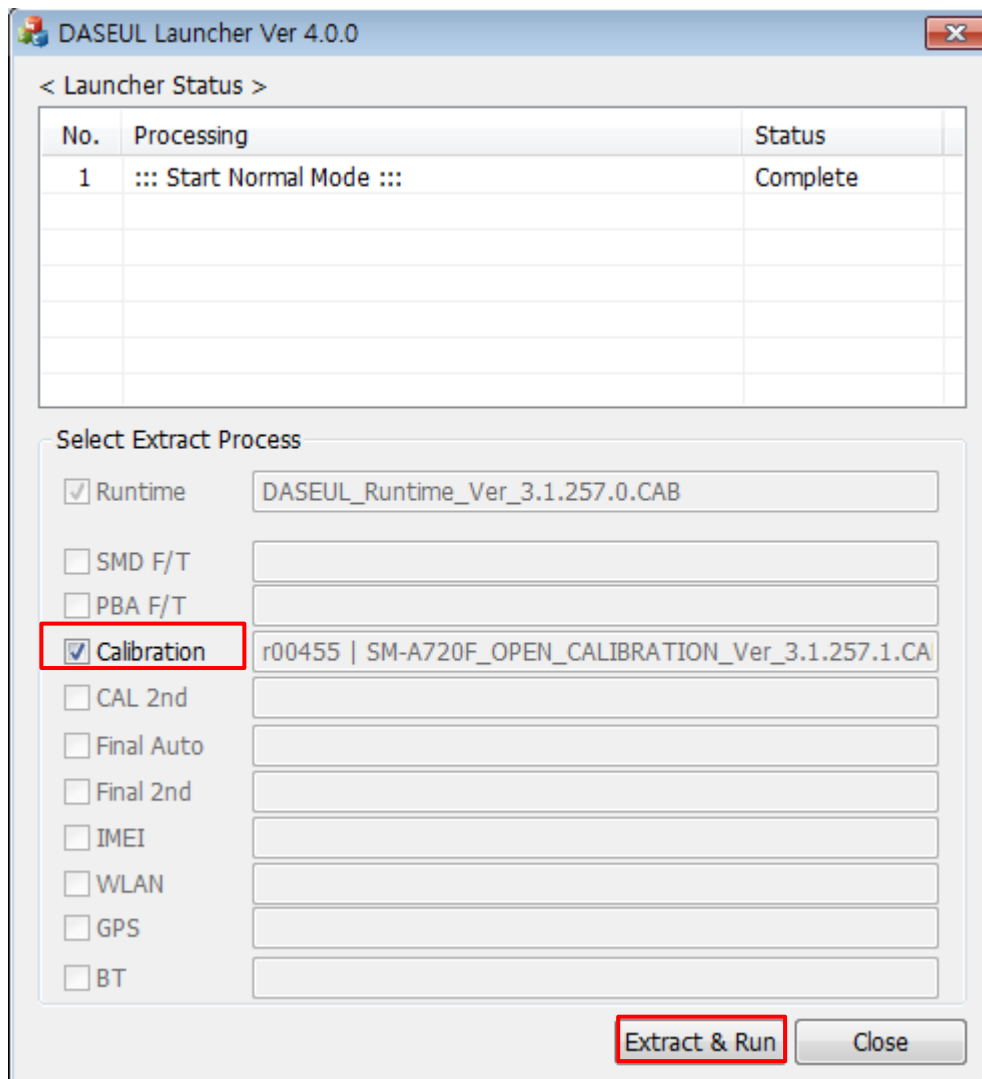 DASEUL Launcher Ver 4.0.0
< Launcher Status >
No. Processing Status
1 ::: Start Normal Mode ::: Complete
Select Extract Process
Runtime DASEUL_Runtime_Ver_3.1.257.0.CAB
SMD F/T
PBA F/T
Calibration r00455 | SM-A720F_OPEN_CALIBRATION_Ver_3.1.257.1.CA
CAL 2nd
Final Auto
Final 2nd
IMEI
WLAN
GPS
BT
Extract & Run Close